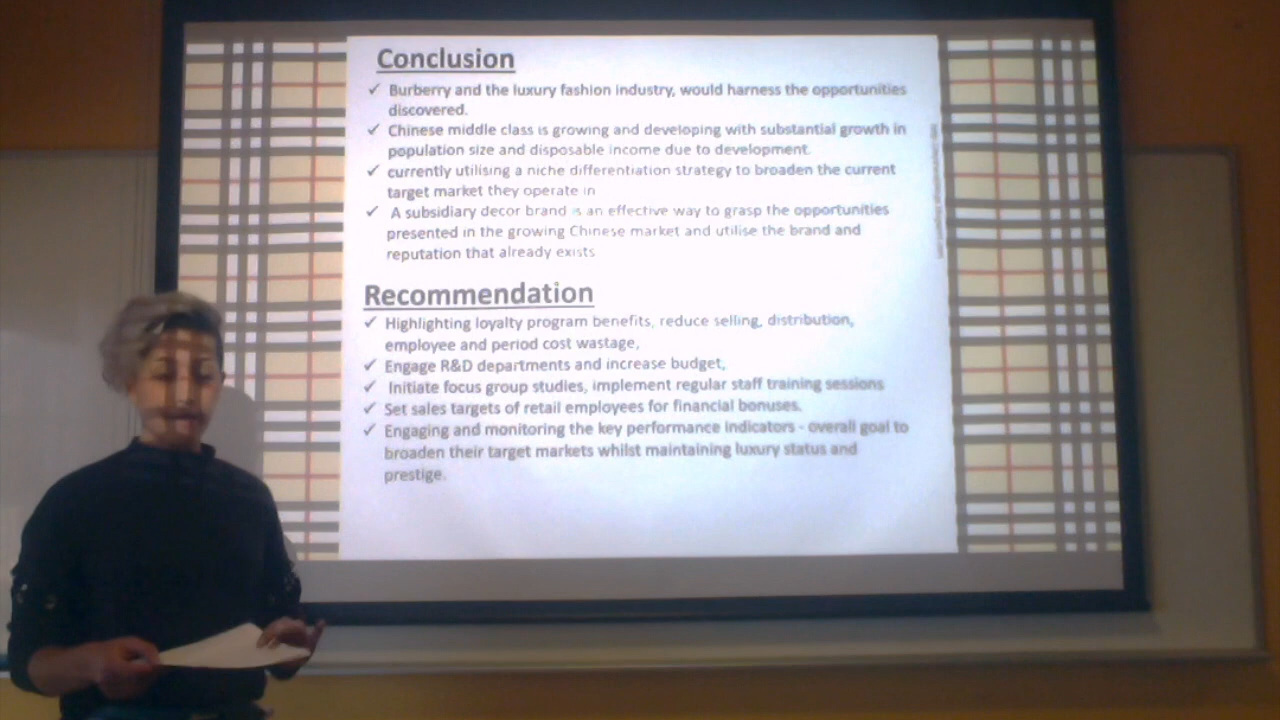 Conclusion
✓ Burberry and the luxury fashion industry, would harness the opportunities
discovered.
✓ Chinese middle class is growing and developing with substantial growth in
population size and disposable income due to development.
✓ currently utilising a niche differentiation strategy to broaden the current
target market they operate in
✓ A subsidiary decor brand is an effective way to grasp the opportunities
presented in the growing Chinese market and utilise the brand and
reputation that already exists
Recommendation
✓ Highlighting loyalty program benefits, reduce selling, distribution,
employee and period cost wastage,
✓ Engage R&D departments and increase budget,
✓ Initiate focus group studies, implement regular staff training sessions
✓ Set sales targets of retail employees for financial bonuses.
✓ Engaging and monitoring the key performance indicators - overall goal to
broaden their target markets whilst maintaining luxury status and
prestige.